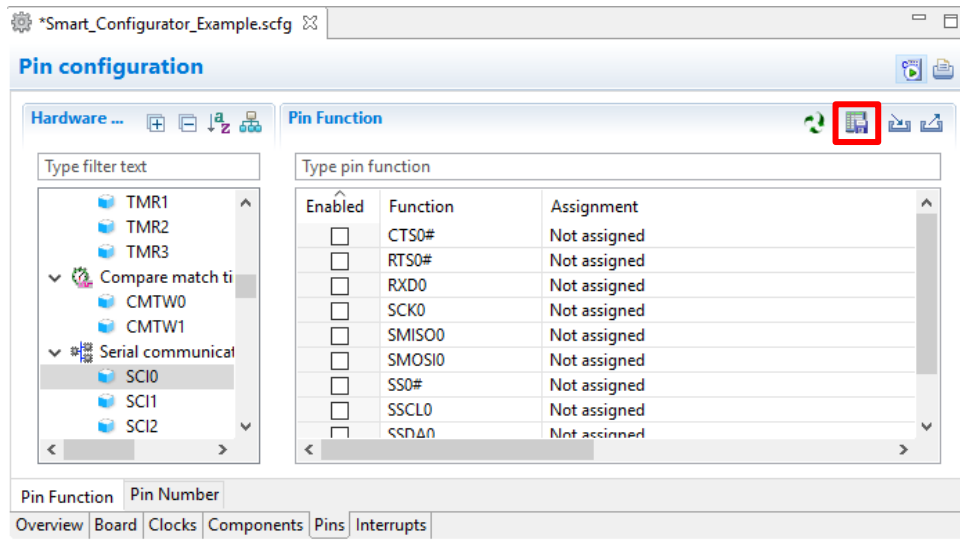 *Smart_Configurator_Example.scfg
Pin configuration
Hardware ...
Pin Function
Type filter text
Type pin function
TMR1
TMR2
TMR3
Compare match ti
CMTW0
CMTW1
Serial communicat
SCI0
SCI1
SCI2
Enabled Function Assignment
CTS0# Not assigned
RTS0# Not assigned
RXD0 Not assigned
SCK0 Not assigned
SMISO0 Not assigned
SMOSI0 Not assigned
SS0# Not assigned
SSCL0 Not assigned
SSDA0 Not assigned
Pin Function Pin Number
Overview Board Clocks Components Pins Interrupts